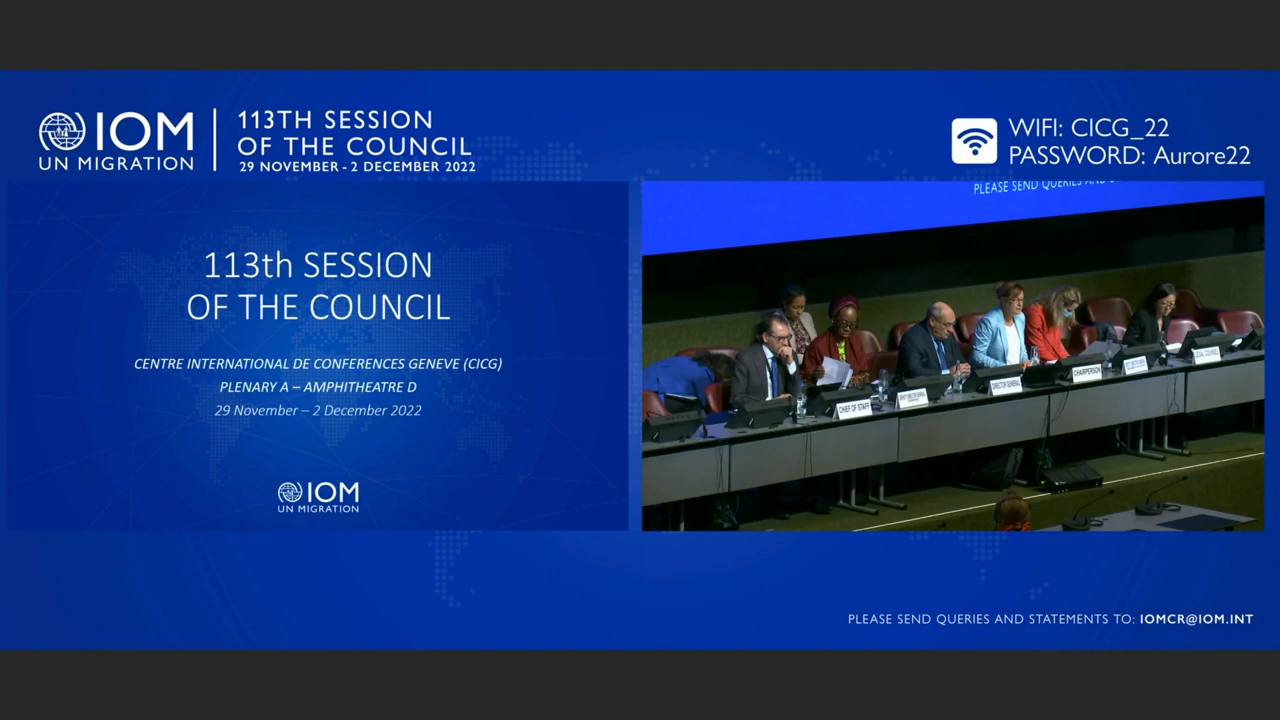 IOM
UN MIGRATION
113TH SESSION
OF THE COUNCIL
29 NOVEMBER - 2 DECEMBER 2022
WIFI: CICG_22
PASSWORD: Aurore22
113th SESSION
OF THE COUNCIL
CENTRE INTERNATIONAL DE CONFERENCES GENEVE (CICG)
PLENARY A – AMPHITHEATRE D
29 November – 2 December 2022
IOM
UN MIGRATION
PLEASE SEND QUERIES AND
CHIEF OF STAFF
DEPUTY DIRECTOR GENERAL
DIRECTOR GENERAL
CHAIRPERSON
LEGAL COUNSEL
PLEASE SEND QUERIES AND STATEMENTS TO: IOMCR@IOM.INT